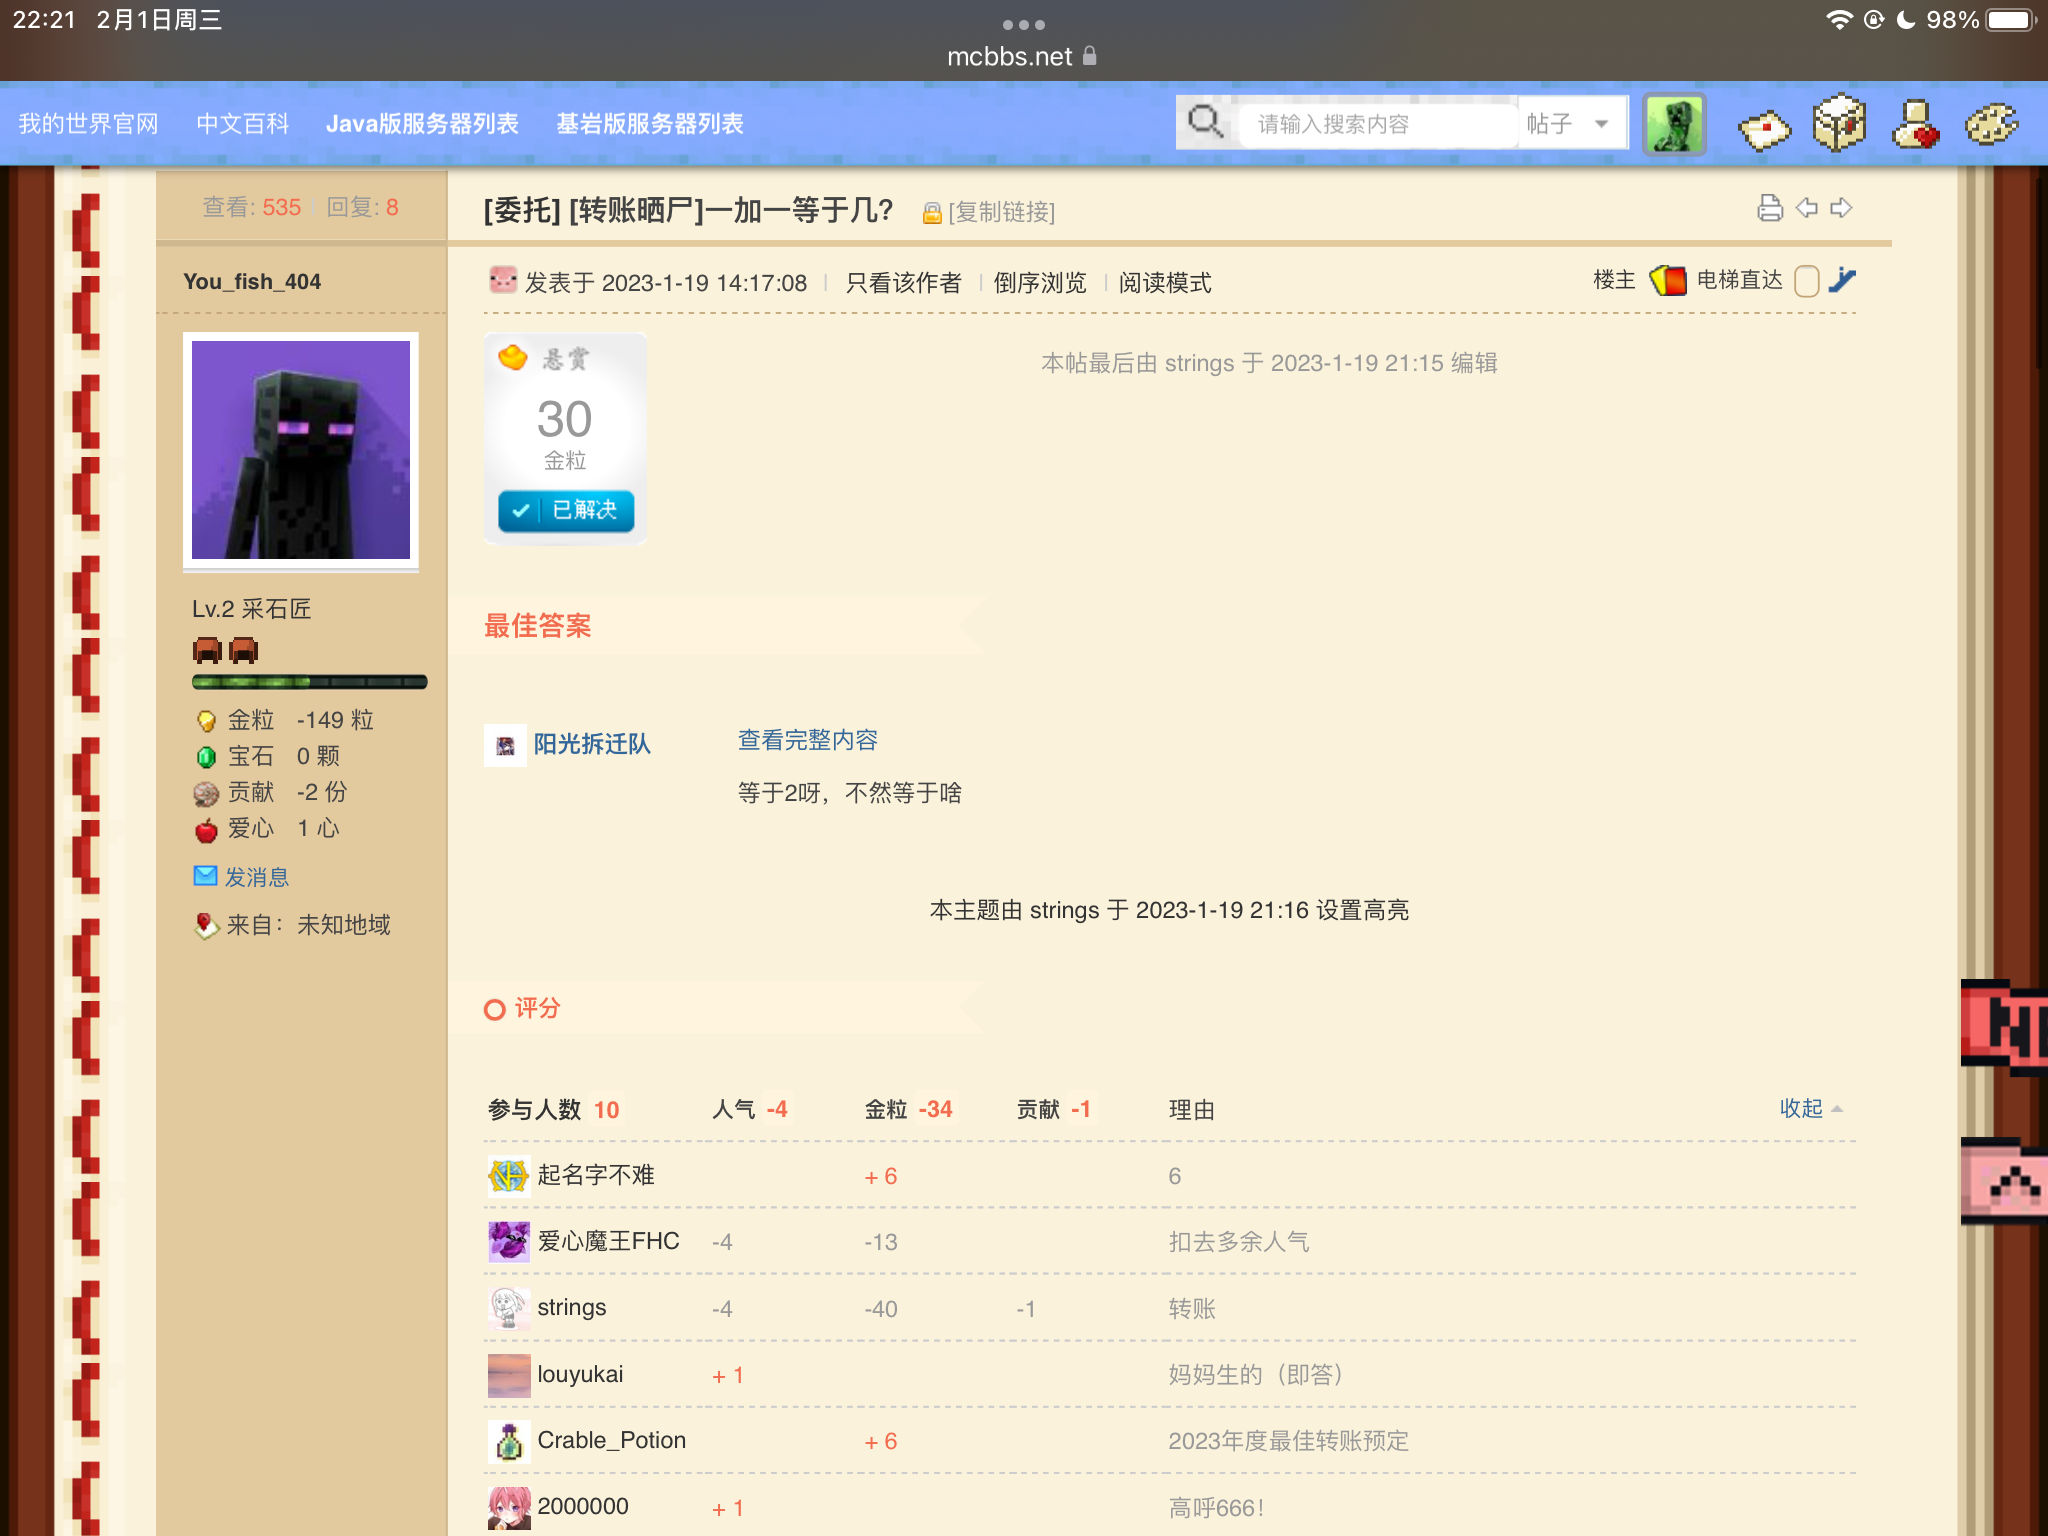 22:21 2月1日周三
98%
mcbbs.net
我的世界官网 中文百科 Java版服务器列表 基岩版服务器列表 请输入搜索内容 帖子
查看: 535 | 回复: 8
[委托] [转账晒尸]一加一等于几? [复制链接]
You_fish_404
发表于 2023-1-19 14:17:08 | 只看该作者 | 倒序浏览 | 阅读模式
楼主 电梯直达
悬赏
30
金粒
已解决
本帖最后由 strings 于 2023-1-19 21:15 编辑
Lv.2 采石匠
金粒 -149 粒
宝石 0 颗
贡献 -2 份
爱心 1 心
发消息
来自：未知地域
最佳答案
阳光拆迁队
查看完整内容
等于2呀，不然等于啥
本主题由 strings 于 2023-1-19 21:16 设置高亮
评分
参与人数 10 人气 -4 金粒 -34 贡献 -1 理由 收起
起名字不难 + 6 6
爱心魔王FHC -4 -13 扣去多余人气
strings -4 -40 -1 转账
louyukai + 1 妈妈生的（即答）
Crable_Potion + 6 2023年度最佳转账预定
2000000 + 1 高呼666！